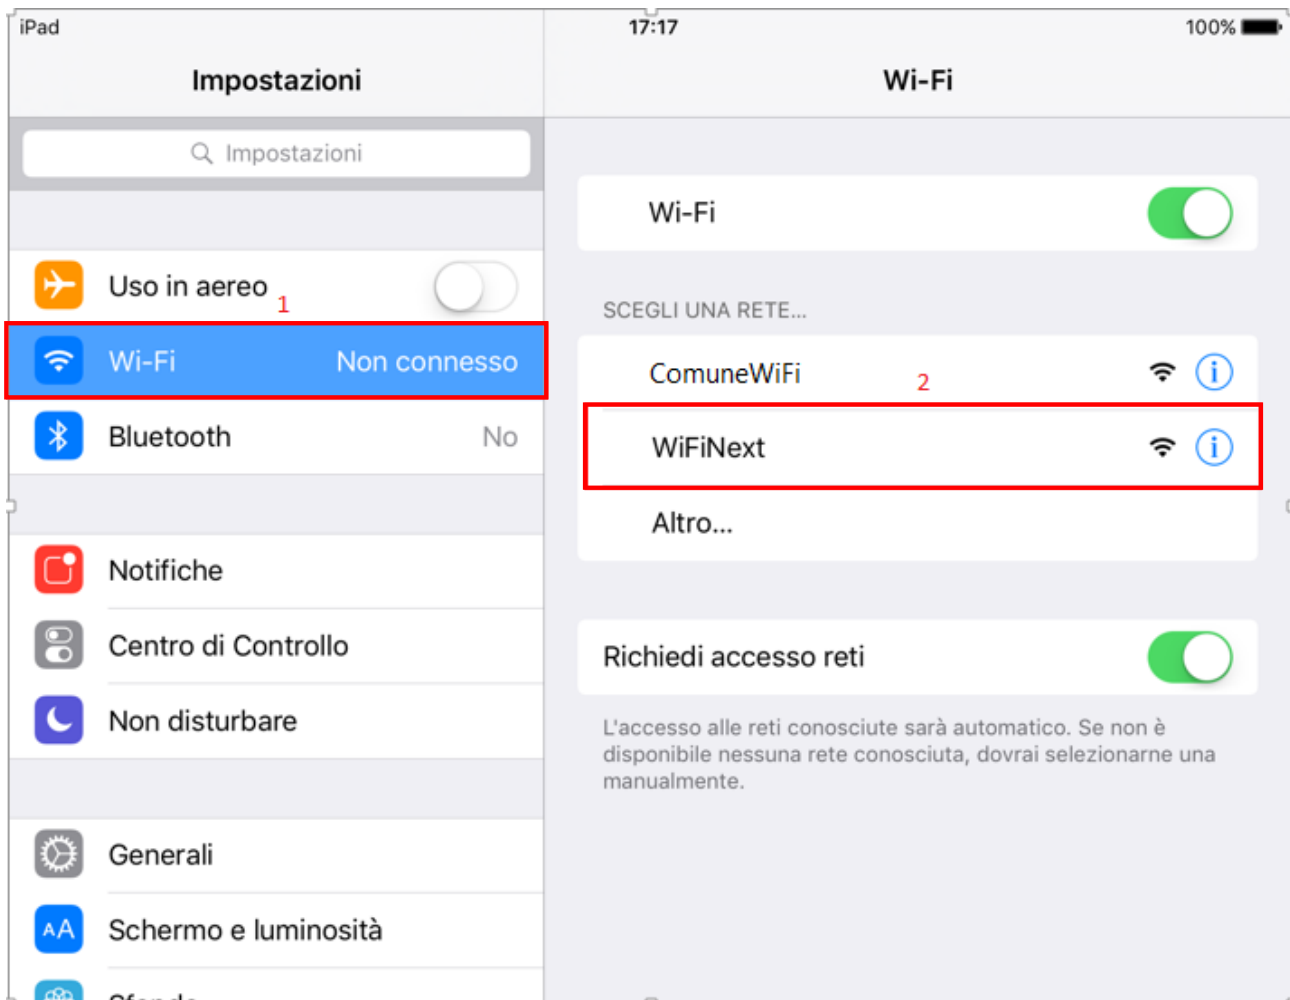 iPad
17:17
100%
Impostazioni
Wi-Fi
Impostazioni
Wi-Fi
Uso in aereo
1
SCEGLI UNA RETE...
Wi-Fi
Non connesso
ComuneWiFi
2
Bluetooth
No
WiFiNext
Altro...
Notifiche
Centro di Controllo
Richiedi accesso reti
Non disturbare
L'accesso alle reti conosciute sarà automatico. Se non è
disponibile nessuna rete conosciuta, dovrai selezionarne una
manualmente.
Generali
AA
Schermo e luminosità